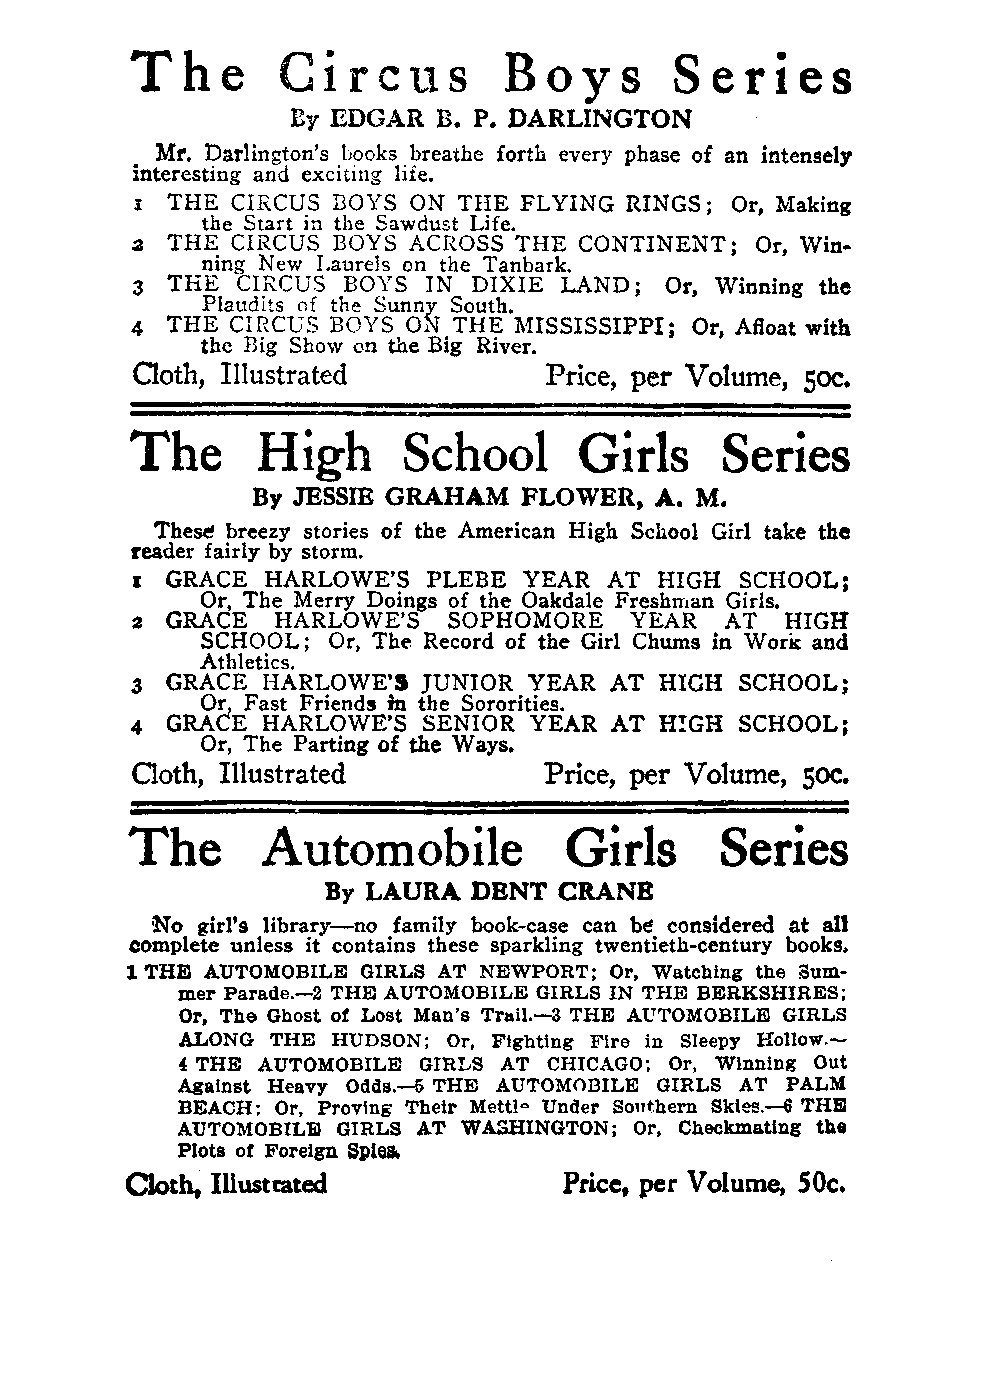 The Circus Boys Series
By EDGAR B. P. DARLINGTON
Mr. Darlington's books breathe forth every phase of an intensely
interesting and exciting life.
1 THE CIRCUS BOYS ON THE FLYING RINGS; Or, Making
the Start in the Sawdust Life.
2 THE CIRCUS BOYS ACROSS THE CONTINENT; Or, Win-
ning New Laurels on the Tanbark.
3 THE CIRCUS BOYS IN DIXIE LAND; Or, Winning the
Plaudits of the Sunny South.
4 THE CIRCUS BOYS ON THE MISSISSIPPI; Or, Afloat with
the Big Show on the Big River.
Cloth, Illustrated Price, per Volume, 50c.
The High School Girls Series
By JESSIE GRAHAM FLOWER, A. M.
These breezy stories of the American High School Girl take the
reader fairly by storm.
1 GRACE HARLOWE'S PLEBE YEAR AT HIGH SCHOOL;
Or, The Merry Doings of the Oakdale Freshman Girls.
2 GRACE HARLOWE'S SOPHOMORE YEAR AT HIGH
SCHOOL; Or, The Record of the Girl Chums in Work and
Athletics.
3 GRACE HARLOWE'S JUNIOR YEAR AT HIGH SCHOOL;
Or, Fast Friends in the Sororities.
4 GRACE HARLOWE'S SENIOR YEAR AT HIGH SCHOOL;
Or, The Parting of the Ways.
Cloth, Illustrated Price, per Volume, 50c.
The Automobile Girls Series
By LAURA DENT CRANE
No girl's library—no family book-case can be considered at all
complete unless it contains these sparkling twentieth-century books.
1 THE AUTOMOBILE GIRLS AT NEWPORT; Or, Watching the Sum-
mer Parade.—2 THE AUTOMOBILE GIRLS IN THE BERKSHIRES;
Or, The Ghost of Lost Man's Trail.—3 THE AUTOMOBILE GIRLS
ALONG THE HUDSON; Or, Fighting Fire in Sleepy Hollow.—
4 THE AUTOMOBILE GIRLS AT CHICAGO; Or, Winning Out
Against Heavy Odds.—5 THE AUTOMOBILE GIRLS AT PALM
BEACH; Or, Proving Their Mettle Under Southern Skies.—6 THE
AUTOMOBILE GIRLS AT WASHINGTON; Or, Checkmating the
Plots of Foreign Spies.
Cloth, Illustrated Price, per Volume, 50c.